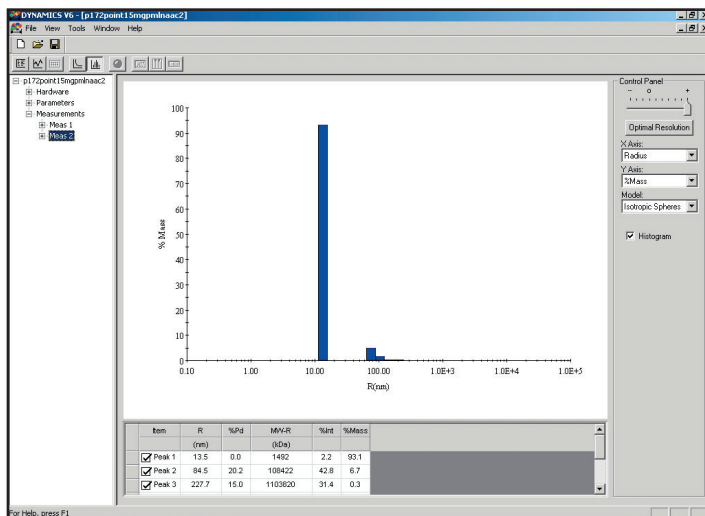 DYNAMICS V6 - [p172point15mgpmlnaac2]
File View Tools Window Help
p172point15mgpmlnaac2
Hardware
Parameters
Measurements
Meas 1
Meas 2
100
90
80
70
60
50
40
30
20
10
0
% Mass
0.10 1.00 10.00 100.00 1.0E+3 1.0E+4 1.0E+5
R(nm)
Control Panel
- o +
Optimal Resolution
X Axis:
Radius
Y Axis:
%Mass
Model:
Isotropic Spheres
Histogram
Item R %Pd MW-R %Int %Mass
(nm) (kDa)
Peak 1 13.5 0.0 1492 2.2 93.1
Peak 2 84.5 20.2 108422 42.8 6.7
Peak 3 227.7 15.0 1103820 31.4 0.3
For Help, press F1